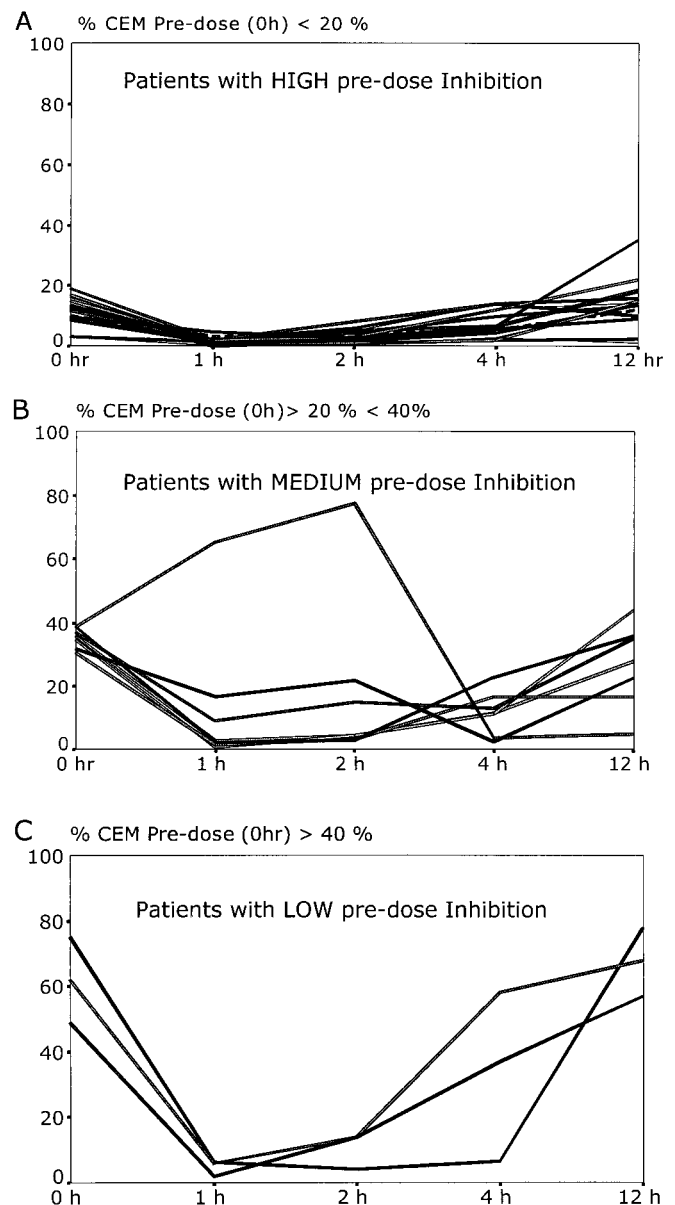 A
% CEM Pre-dose (0h) < 20 %
100
Patients with HIGH pre-dose Inhibition
80
60
40
20
0
0 hr 1 h 2 h 4 h 12 hr
B
% CEM Pre-dose (0h)> 20 % < 40%
100
Patients with MEDIUM pre-dose Inhibition
80
60
40
20
0
0 hr 1 h 2 h 4 h 12 h
C
% CEM Pre-dose (0hr) > 40 %
100
Patients with LOW pre-dose Inhibition
80
60
40
20
0
0 h 1 h 2 h 4 h 12 h